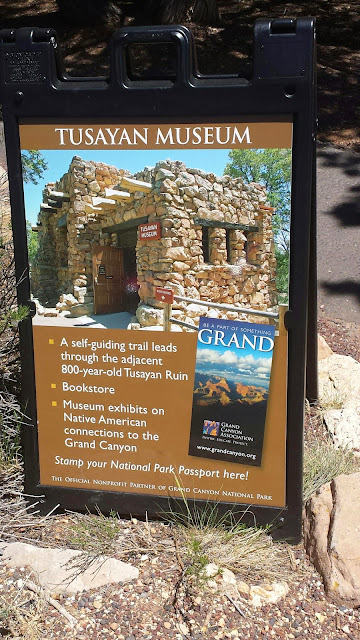 TUSAYAN MUSEUM
TUSAYAN
MUSEUM
A self-guiding trail leads
through the adjacent
800-year-old Tusayan Ruin
Bookstore
Museum exhibits on
Native American
connections to the
Grand Canyon
BE A PART OF SOMETHING
GRAND
GRAND
CANYON
ASSOCIATION
www.grandcanyon.org
Stamp your National Park Passport here!
THE OFFICIAL NONPROFIT PARTNER OF GRAND CANYON NATIONAL PARK